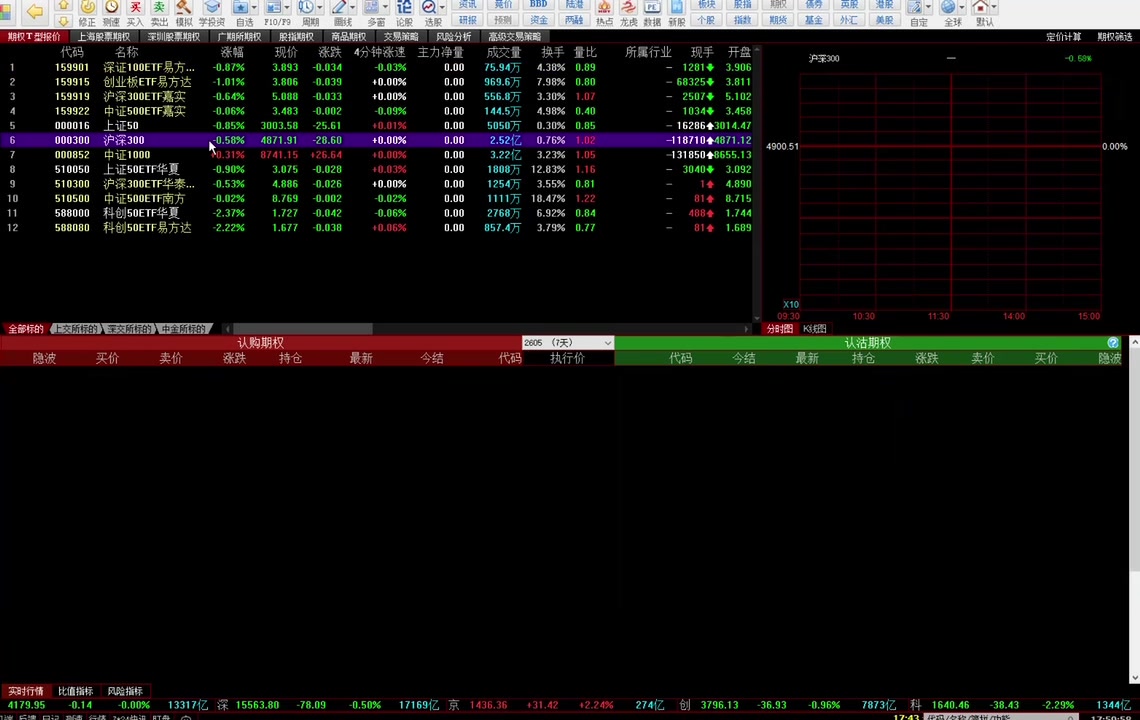 资讯 竞价 BBD 陆港 板块 股指 期权 债券 英股 港股
修正 测速 买入 卖出 模拟 学投资 自选 F10/F9 周期 画线 多窗 论股 选股 研报 预测 资金 两融 热点 龙虎 数据 新股 个股 指数 期货 基金 外汇 美股 自定 全球 默认
期权T型报价 上海股票期权 深圳股票期权 广期所期权 股指期权 商品期权 交易策略 风险分析 高级交易策略 定价计算 期权筛选
代码 名称 涨幅 现价 涨跌 4分钟涨速 主力净量 成交量 换手 量比 所属行业 现手 开盘
1 159901 深证100ETF易方... -0.87% 3.893 -0.034 -0.03% 0.00 75.94万 4.38% 0.89 — 1281 3.906
2 159915 创业板ETF易方达 -1.01% 3.806 -0.039 +0.00% 0.00 969.6万 7.98% 0.80 — 68325 3.811
3 159919 沪深300ETF嘉实 -0.64% 5.088 -0.033 +0.00% 0.00 556.8万 3.30% 1.07 — 2507 5.102
4 159922 中证500ETF嘉实 -0.06% 3.483 -0.002 -0.09% 0.00 144.5万 4.98% 0.40 — 1034 3.458
5 000016 上证50 -0.85% 3003.58 -25.61 +0.01% 0.00 5050万 0.30% 0.85 — 16286 3014.47
6 000300 沪深300 -0.58% 4871.91 -28.60 +0.00% 0.00 2.52亿 0.76% 1.02 —118710 4871.12
7 000852 中证1000 +0.31% 8741.15 +26.64 +0.00% 0.00 3.22亿 3.23% 1.05 —131850 8655.13
8 510050 上证50ETF华夏 -0.90% 3.075 -0.028 +0.03% 0.00 1808万 12.83% 1.16 — 3040 3.092
9 510300 沪深300ETF华泰... -0.53% 4.886 -0.026 +0.00% 0.00 1254万 3.55% 0.81 — 1 4.890
10 510500 中证500ETF南方 -0.02% 8.769 -0.002 -0.02% 0.00 1111万 18.47% 1.22 — 81 8.715
11 588000 科创50ETF华夏 -2.37% 1.727 -0.042 -0.06% 0.00 2768万 6.92% 0.84 — 488 1.744
12 588080 科创50ETF易方达 -2.22% 1.677 -0.038 +0.06% 0.00 857.4万 3.79% 0.77 — 81 1.689
沪深300 — -0.58%
4900.51 0.00%
X10
09:30 10:30 11:30 14:00 15:00
全部标的 上交所标的 深交所标的 中金所标的 分时图 K线图
认购期权 2605 (7天) 认沽期权
隐波 买价 卖价 涨跌 持仓 最新 今结 代码 执行价 代码 今结 最新 持仓 涨跌 卖价 买价 隐波
实时行情 比值指标 风险指标
4179.95 -0.14 -0.00% 13317亿 深 15563.80 -78.09 -0.50% 17169亿 京 1436.36 +31.42 +2.24% 274亿 创 3796.13 -36.93 -0.96% 7873亿 科 1640.46 -38.43 -2.29% 1344亿
17:43